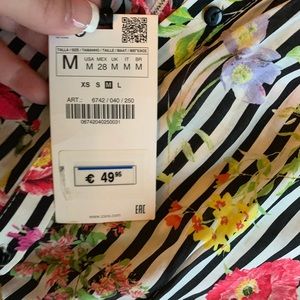 TALLA / SIZE / TAMANHO / TAILLE / MAAT /
M
USA MEX UK IT BR
M 28 M M M
XS S M L
ART.: 6742 / 040 / 250
06742040250031
€ 49,95
www.zara.com
EAC